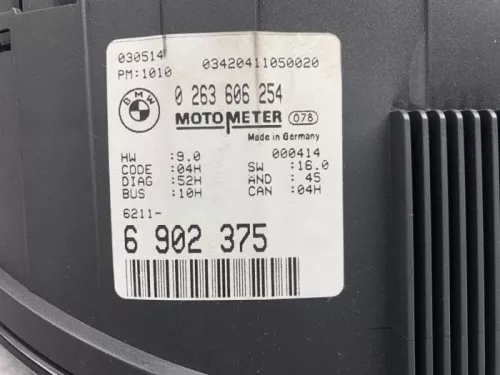 030514 03420411050020
PM:1010
BMW
0 263 606 254
MOTOMETER 078
Made in Germany
HW :9.0 000414
CODE :04H SW :16.0
DIAG :52H AND : 45
BUS :10H CAN :04H
6211-
6 902 375